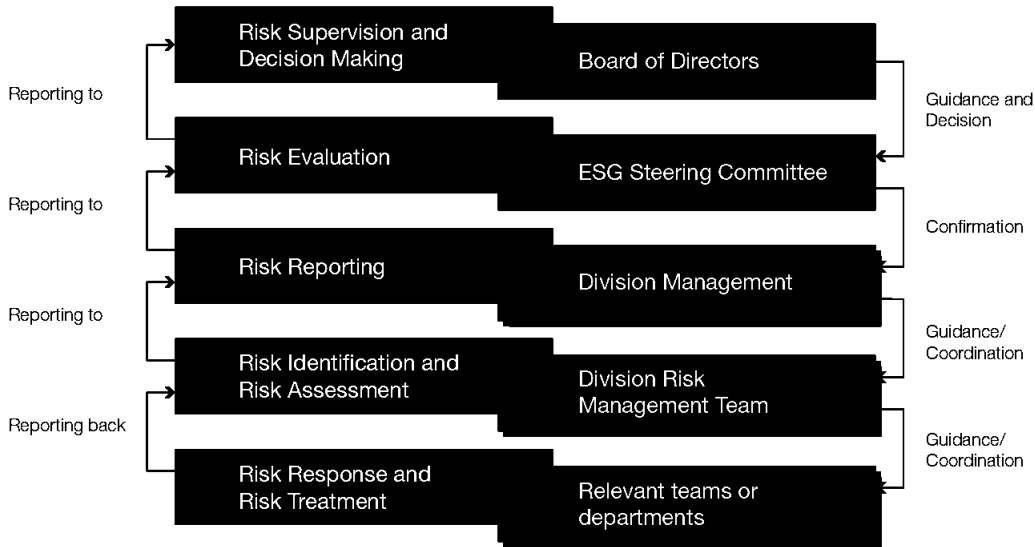 Risk Supervision and
Decision Making
Board of Directors
Reporting to
Guidance and
Decision
Risk Evaluation
ESG Steering Committee
Reporting to
Confirmation
Risk Reporting
Division Management
Reporting to
Guidance/
Coordination
Risk Identification and
Risk Assessment
Division Risk
Management Team
Reporting back
Guidance/
Coordination
Risk Response and
Risk Treatment
Relevant teams or
departments